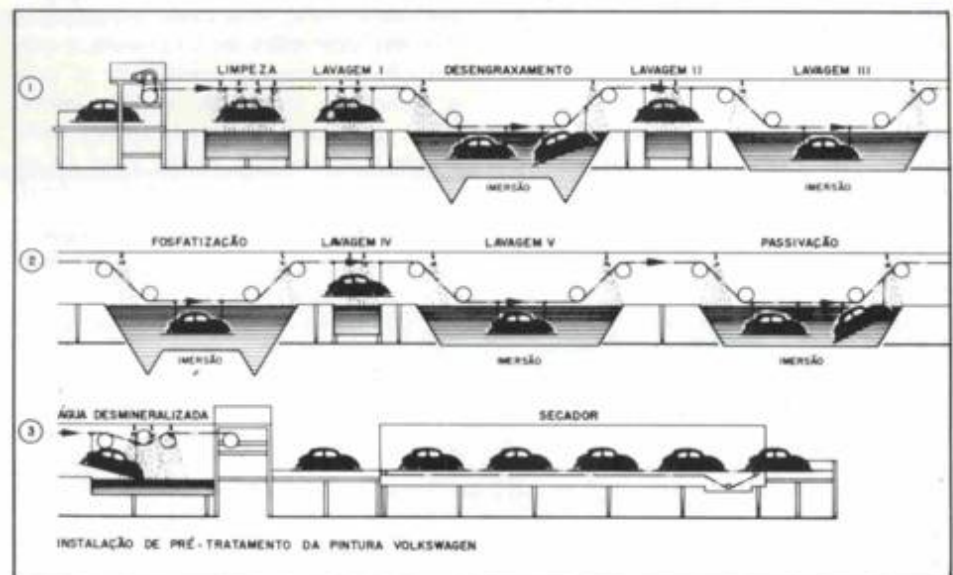 LIMPEZA LAVAGEM I DESENGRAXAMENTO LAVAGEM II LAVAGEM III
1
IMERSÃO IMERSÃO
FOSFATIZAÇÃO LAVAGEM IV LAVAGEM V PASSIVAÇÃO
2
IMERSÃO IMERSÃO IMERSÃO
ÁGUA DESMINERALIZADA SECADOR
3
INSTALAÇÃO DE PRÉ-TRATAMENTO DA PINTURA VOLKSWAGEN